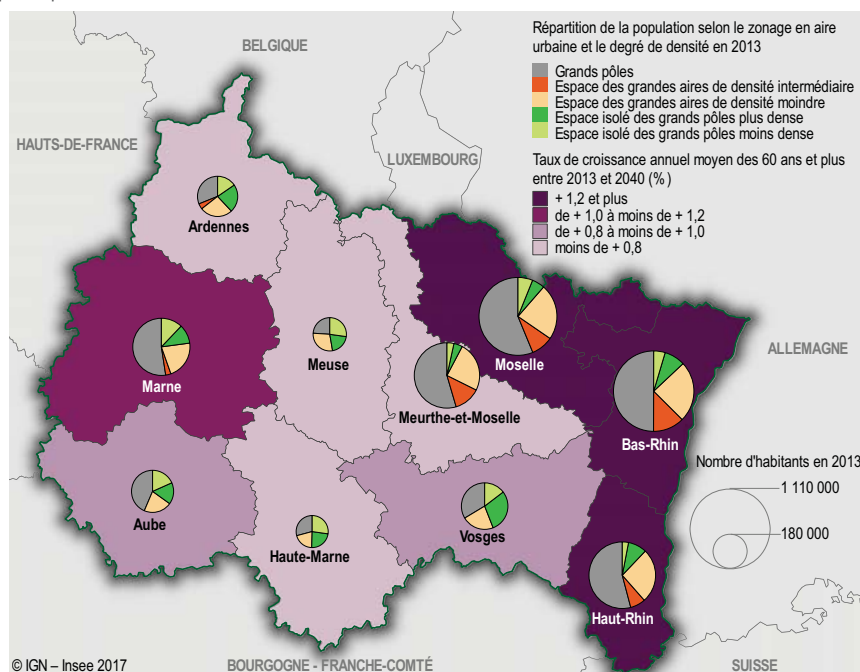 Répartition de la population selon le zonage en aire
urbaine et le degré de densité en 2013
Grands pôles
Espace des grandes aires de densité intermédiaire
Espace des grandes aires de densité moindre
Espace isolé des grands pôles plus dense
Espace isolé des grands pôles moins dense
Taux de croissance annuel moyen des 60 ans et plus
entre 2013 et 2040 (%)
+ 1,2 et plus
de + 1,0 à moins de + 1,2
de + 0,8 à moins de + 1,0
moins de + 0,8
BELGIQUE
HAUTS-DE-FRANCE
LUXEMBOURG
Ardennes
Marne
Meuse
Moselle
Meurthe-et-Moselle
ALLEMAGNE
Bas-Rhin
Aube
Haute-Marne
Vosges
Haut-Rhin
Nombre d'habitants en 2013
1 110 000
180 000
© IGN – Insee 2017
BOURGOGNE - FRANCHE-COMTÉ
SUISSE